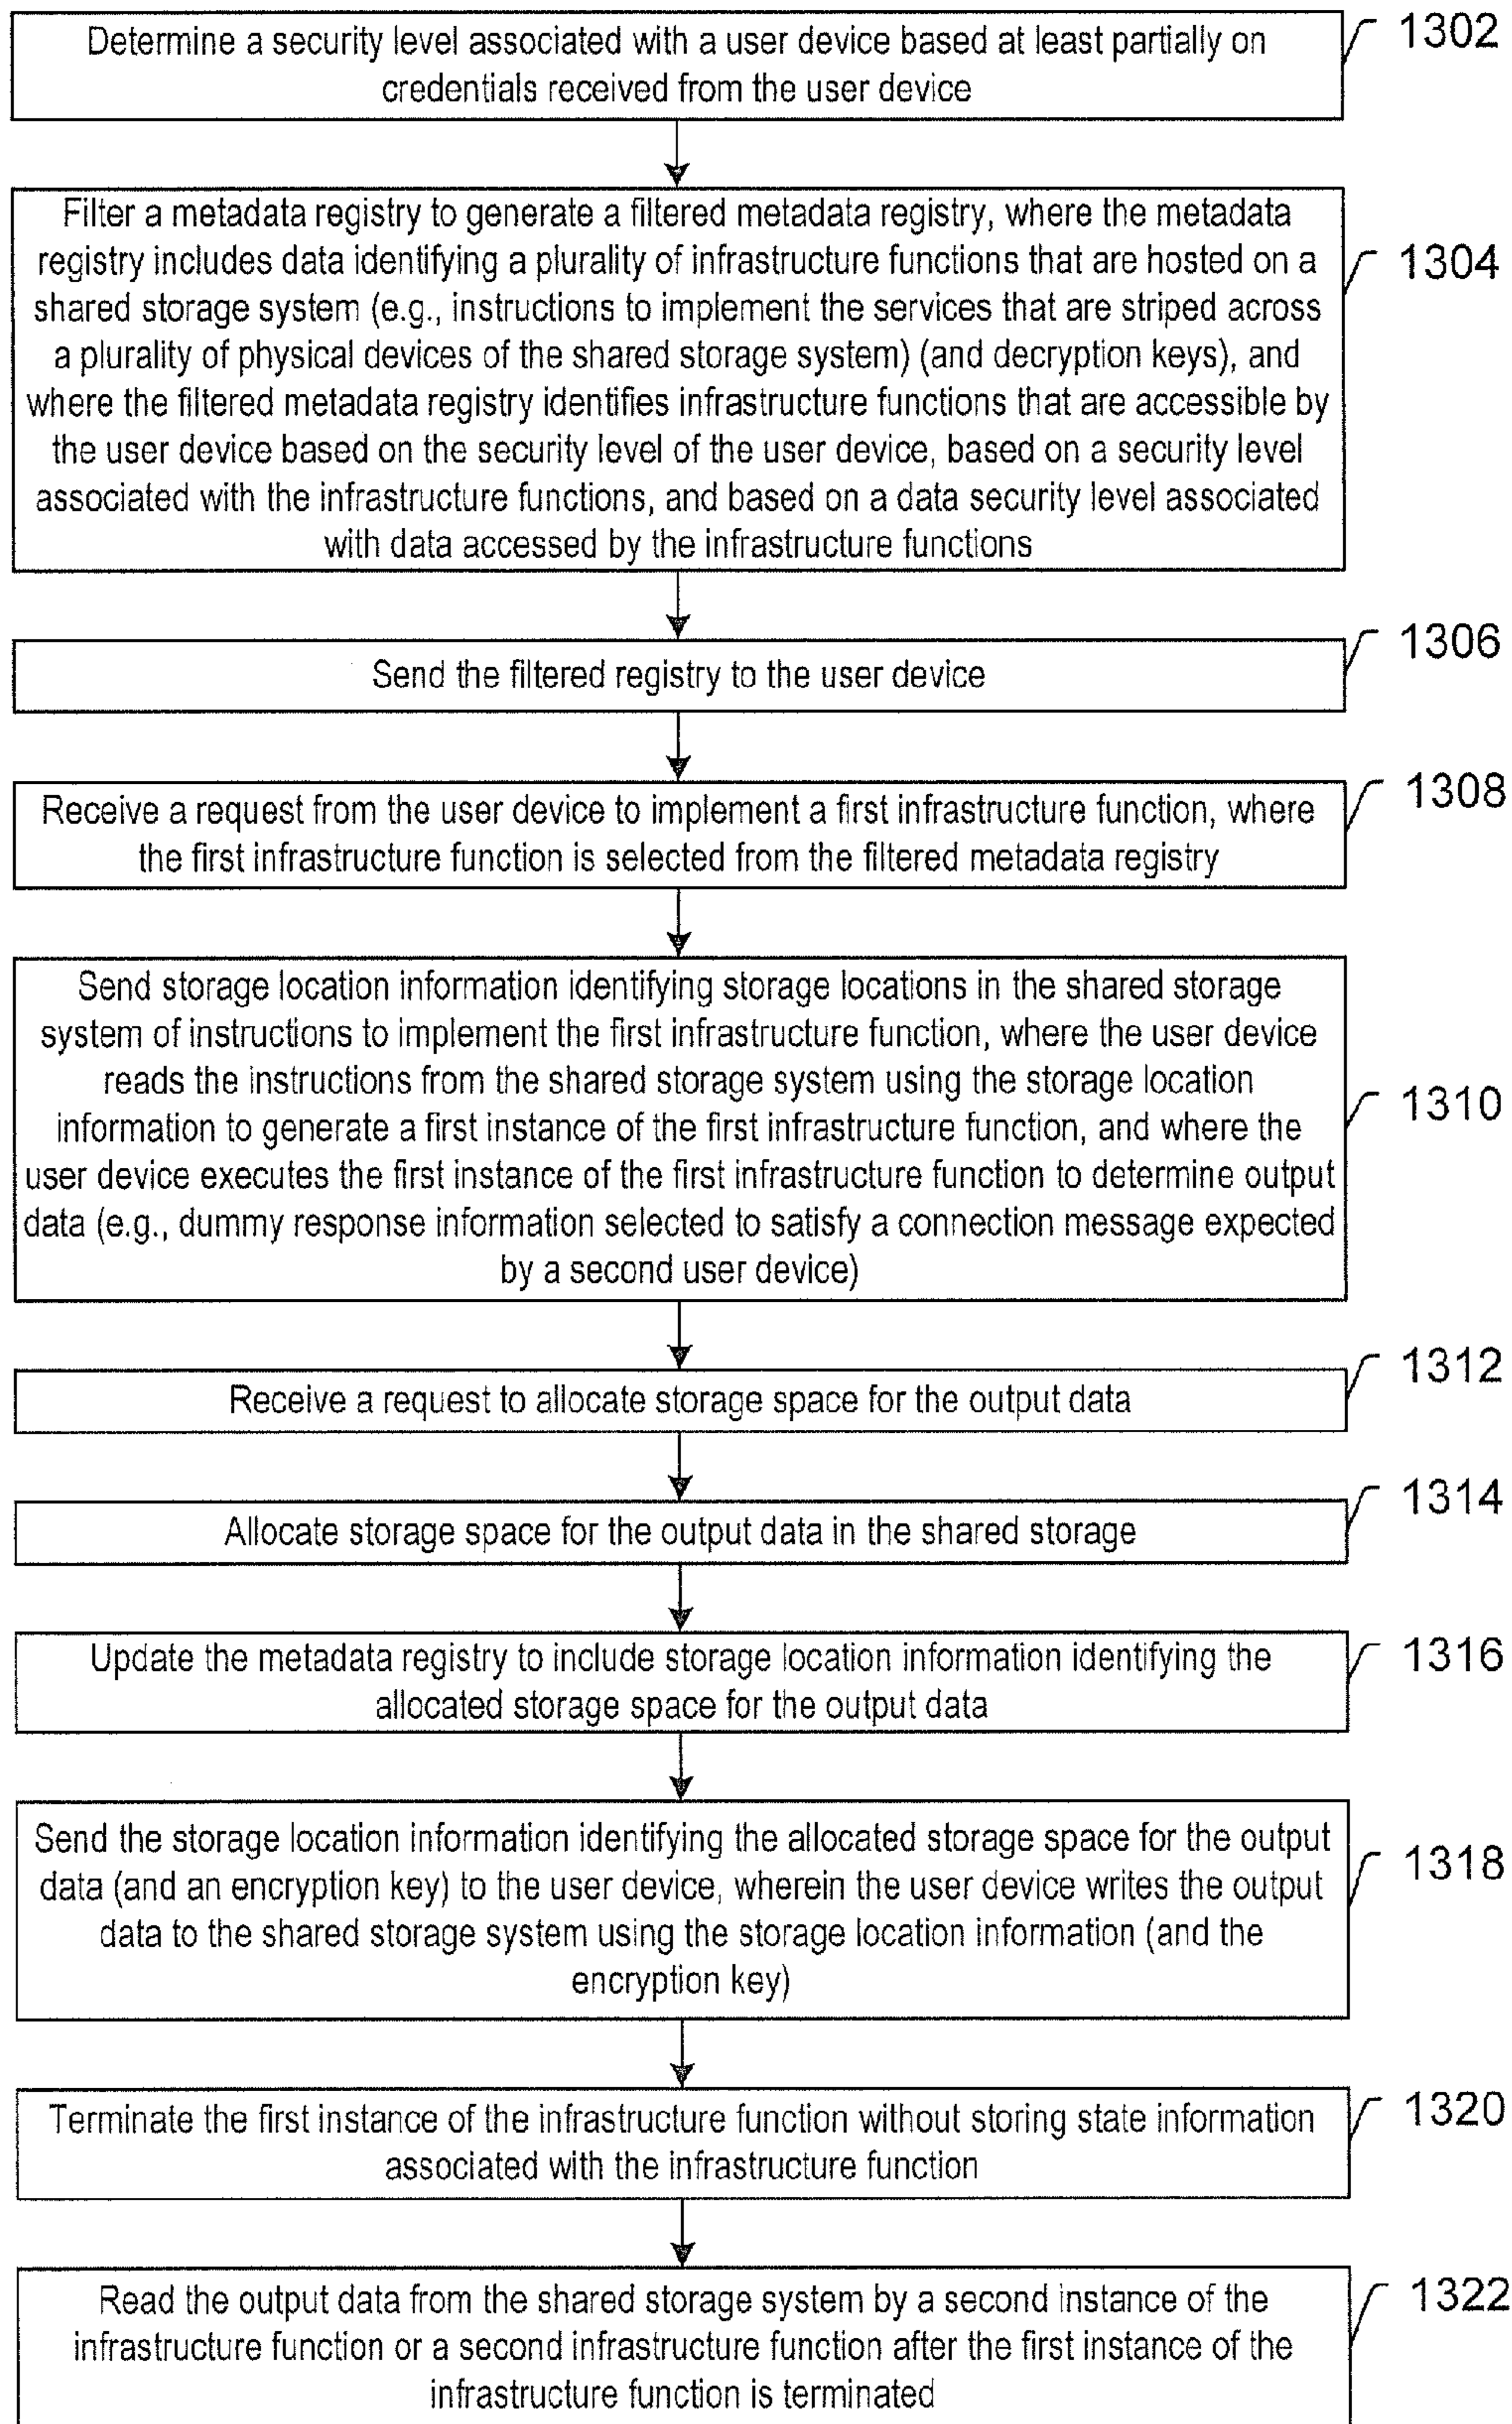 Determine a security level associated with a user device based at least partially on
credentials received from the user device
1302
Filter a metadata registry to generate a filtered metadata registry, where the metadata
registry includes data identifying a plurality of infrastructure functions that are hosted on a
shared storage system (e.g., instructions to implement the services that are striped across
a plurality of physical devices of the shared storage system) (and decryption keys), and
where the filtered metadata registry identifies infrastructure functions that are accessible by
the user device based on the security level of the user device, based on a security level
associated with the infrastructure functions, and based on a data security level associated
with data accessed by the infrastructure functions
1304
Send the filtered registry to the user device
1306
Receive a request from the user device to implement a first infrastructure function, where
the first infrastructure function is selected from the filtered metadata registry
1308
Send storage location information identifying storage locations in the shared storage
system of instructions to implement the first infrastructure function, where the user device
reads the instructions from the shared storage system using the storage location
information to generate a first instance of the first infrastructure function, and where the
user device executes the first instance of the first infrastructure function to determine output
data (e.g., dummy response information selected to satisfy a connection message expected
by a second user device)
1310
Receive a request to allocate storage space for the output data
1312
Allocate storage space for the output data in the shared storage
1314
Update the metadata registry to include storage location information identifying the
allocated storage space for the output data
1316
Send the storage location information identifying the allocated storage space for the output
data (and an encryption key) to the user device, wherein the user device writes the output
data to the shared storage system using the storage location information (and the
encryption key)
1318
Terminate the first instance of the infrastructure function without storing state information
associated with the infrastructure function
1320
Read the output data from the shared storage system by a second instance of the
infrastructure function or a second infrastructure function after the first instance of the
infrastructure function is terminated
1322